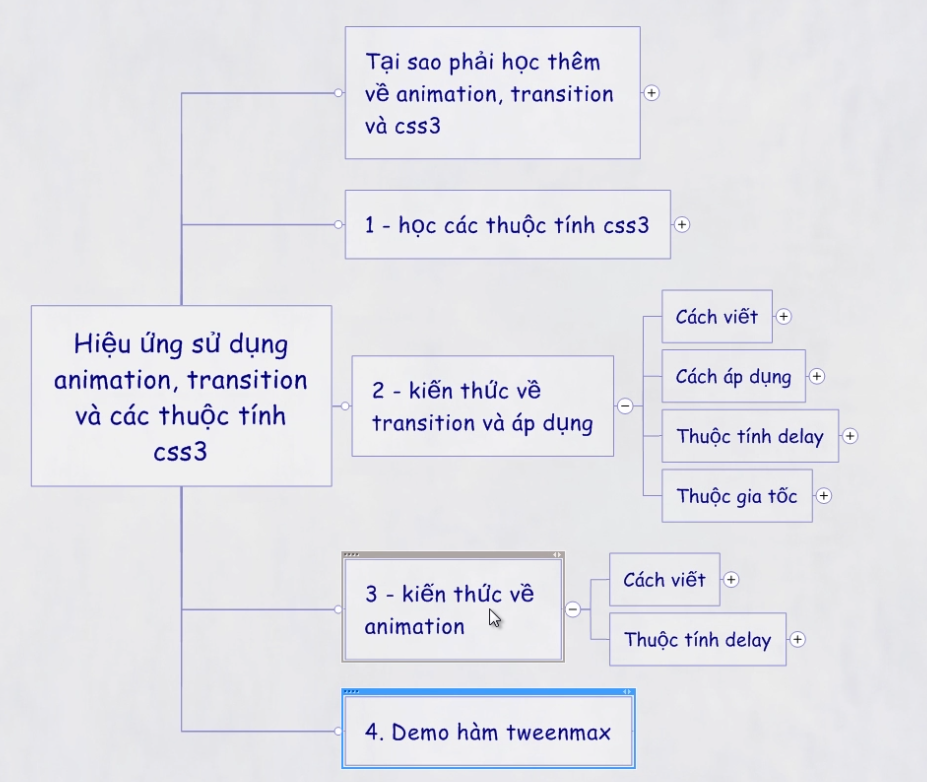 Tại sao phải học thêm
về animation, transition
và css3
1 - học các thuộc tính css3
Hiệu ứng sử dụng
animation, transition
và các thuộc tính
css3
2 - kiến thức về
transition và áp dụng
Cách viết
Cách áp dụng
Thuộc tính delay
Thuộc gia tốc
3 - kiến thức về
animation
Cách viết
Thuộc tính delay
4. Demo hàm tweenmax